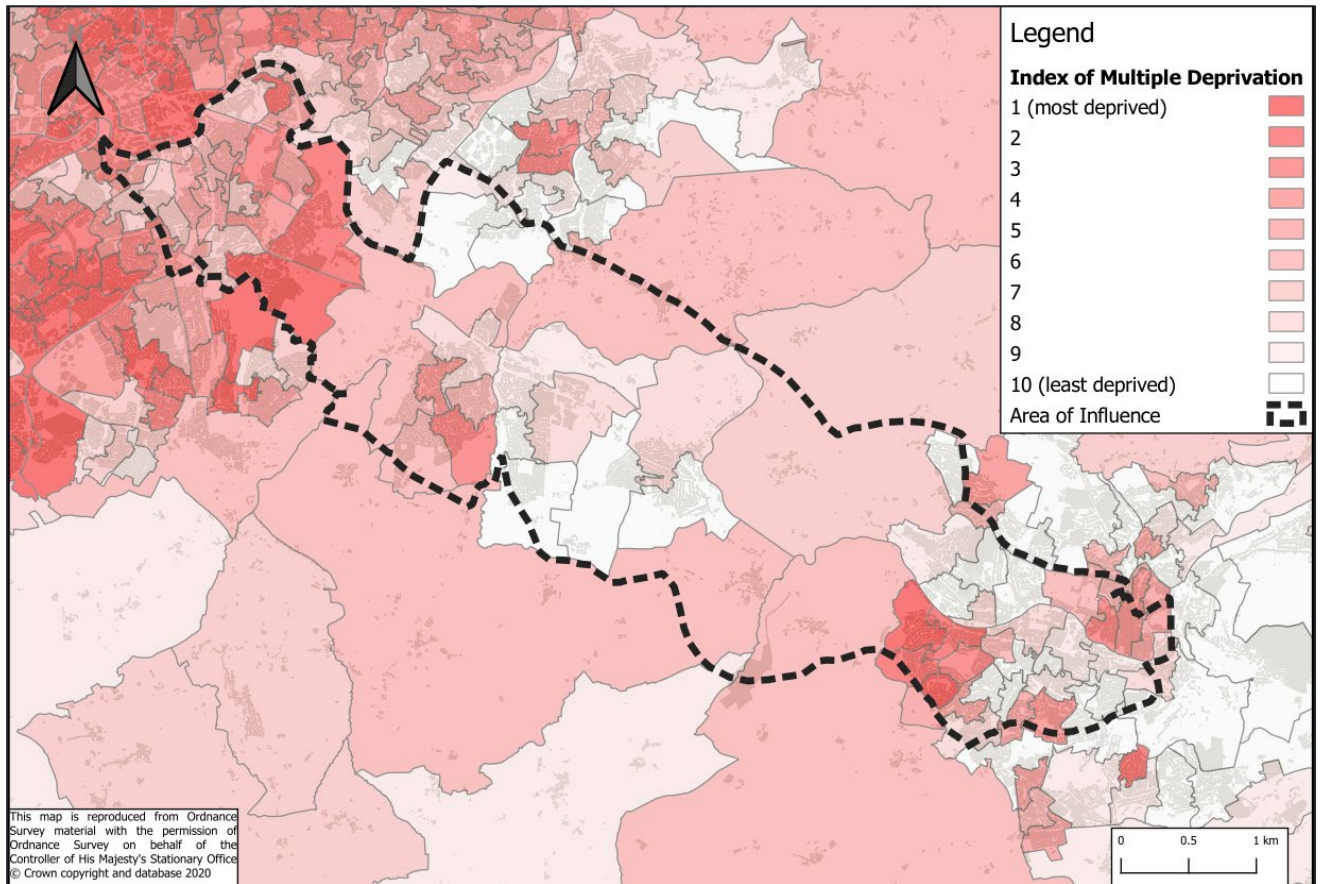 Legend
Index of Multiple Deprivation
1 (most deprived)
2
3
4
5
6
7
8
9
10 (least deprived)
Area of Influence
This map is reproduced from Ordnance
Survey material with the permission of
Ordnance Survey on behalf of the
Controller of His Majesty's Stationary Office
© Crown copyright and database 2020
0 0.5 1 km